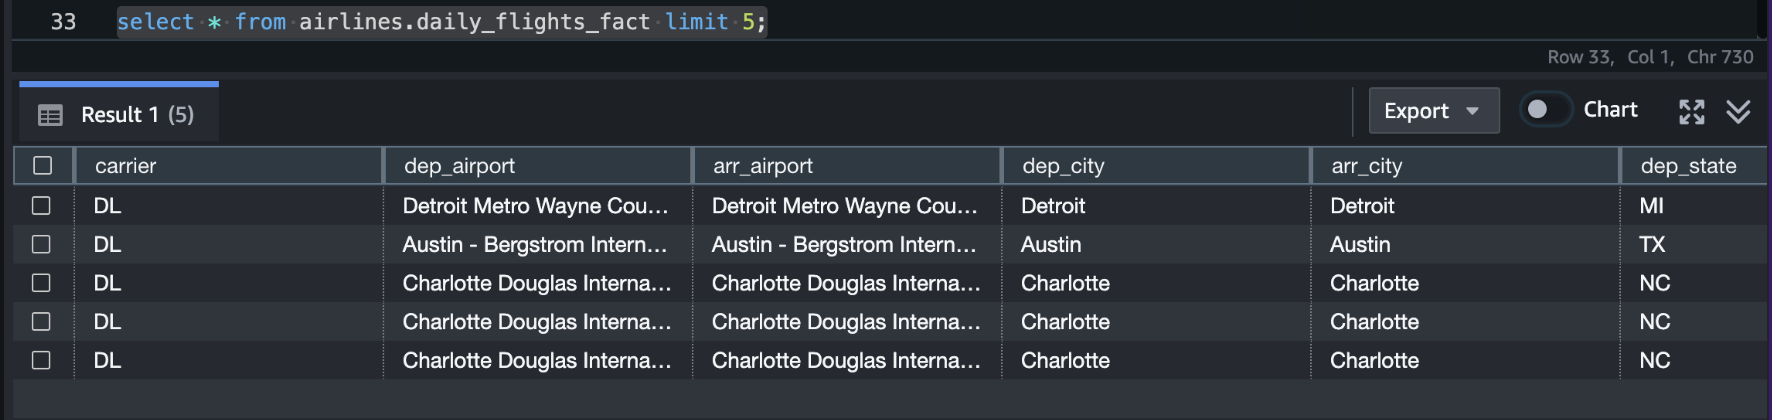 33 select * from airlines.daily_flights_fact limit 5;
Row 33, Col 1, Chr 730
Result 1 (5) Export Chart
carrier dep_airport arr_airport dep_city arr_city dep_state
DL Detroit Metro Wayne Cou... Detroit Metro Wayne Cou... Detroit Detroit MI
DL Austin - Bergstrom Intern... Austin - Bergstrom Intern... Austin Austin TX
DL Charlotte Douglas Interna... Charlotte Douglas Interna... Charlotte Charlotte NC
DL Charlotte Douglas Interna... Charlotte Douglas Interna... Charlotte Charlotte NC
DL Charlotte Douglas Interna... Charlotte Douglas Interna... Charlotte Charlotte NC